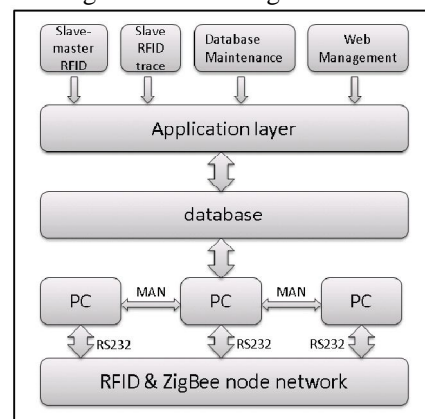 Slave-
master
RFID
Slave
RFID
trace
Database
Maintenance
Web
Management
Application layer
database
PC
MAN
PC
MAN
PC
RS232
RS232
RS232
RFID & ZigBee node network